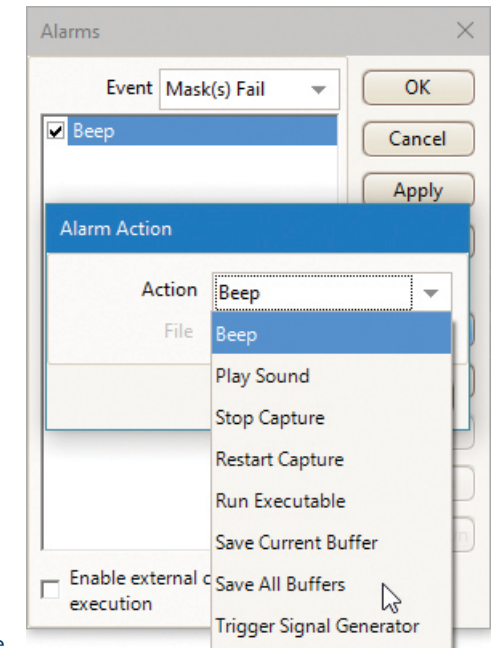 Alarms
Event Mask(s) Fail
OK
Beep
Cancel
Apply
Alarm Action
Action Beep
File
Beep
Play Sound
Stop Capture
Restart Capture
Run Executable
Save Current Buffer
Save All Buffers
Trigger Signal Generator
Enable external
execution